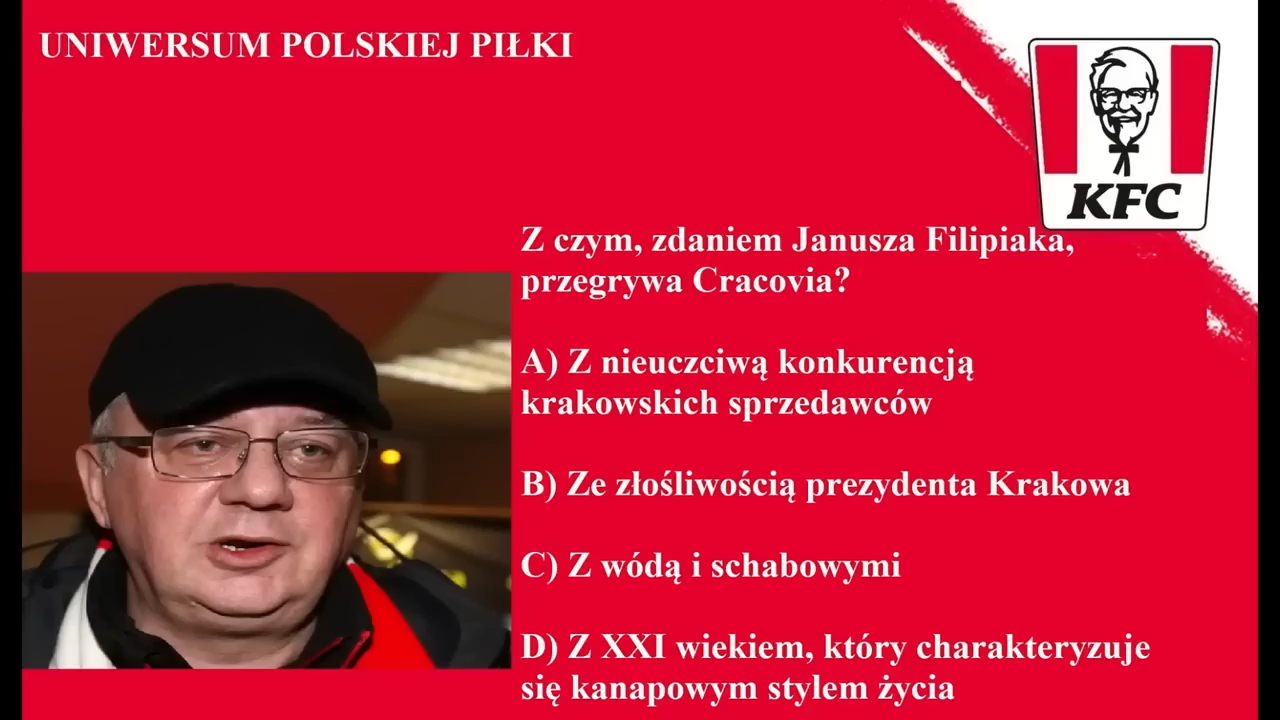 UNIWERSUM POLSKIEJ PIŁKI
KFC
Z czym, zdaniem Janusza Filipiaka,
przegrywa Cracovia?
A) Z nieuczciwą konkurencją
krakowskich sprzedawców
B) Ze złośliwością prezydenta Krakowa
C) Z wódą i schabowymi
D) Z XXI wiekiem, który charakteryzuje
się kanapowym stylem życia